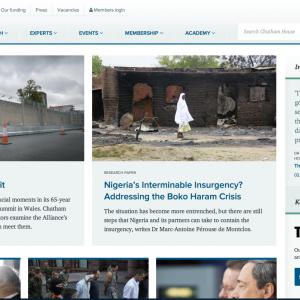 Our funding Press Vacancies Members login
EXPERTS EVENTS MEMBERSHIP ACADEMY
Search Chatham House
RESEARCH PAPER
Nigeria's Interminable Insurgency?
Addressing the Boko Haram Crisis
The situation has become more entrenched, but there are still
steps that Nigeria and its partners can take to contain the
insurgency, writes Dr Marc-Antoine Pérouse de Montclos.
cial moments in its 65-year
ummit in Wales. Chatham
tors examine the Alliance's
m meet them.